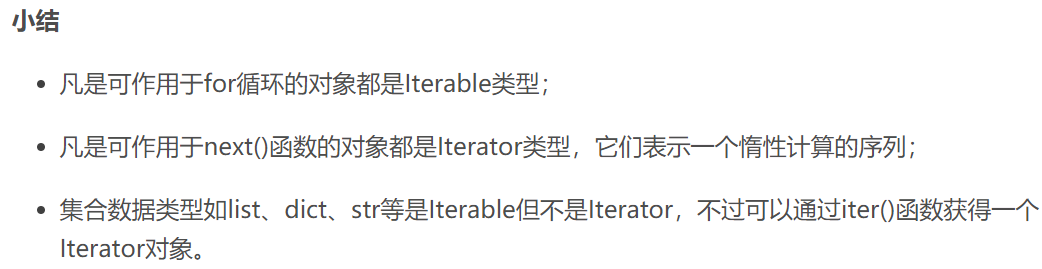 小结
• 凡是可作用于for循环的对象都是Iterable类型；
• 凡是可作用于next()函数的对象都是Iterator类型，它们表示一个惰性计算的序列；
• 集合数据类型如list、dict、str等是Iterable但不是Iterator，不过可以通过iter()函数获得一个
Iterator对象。